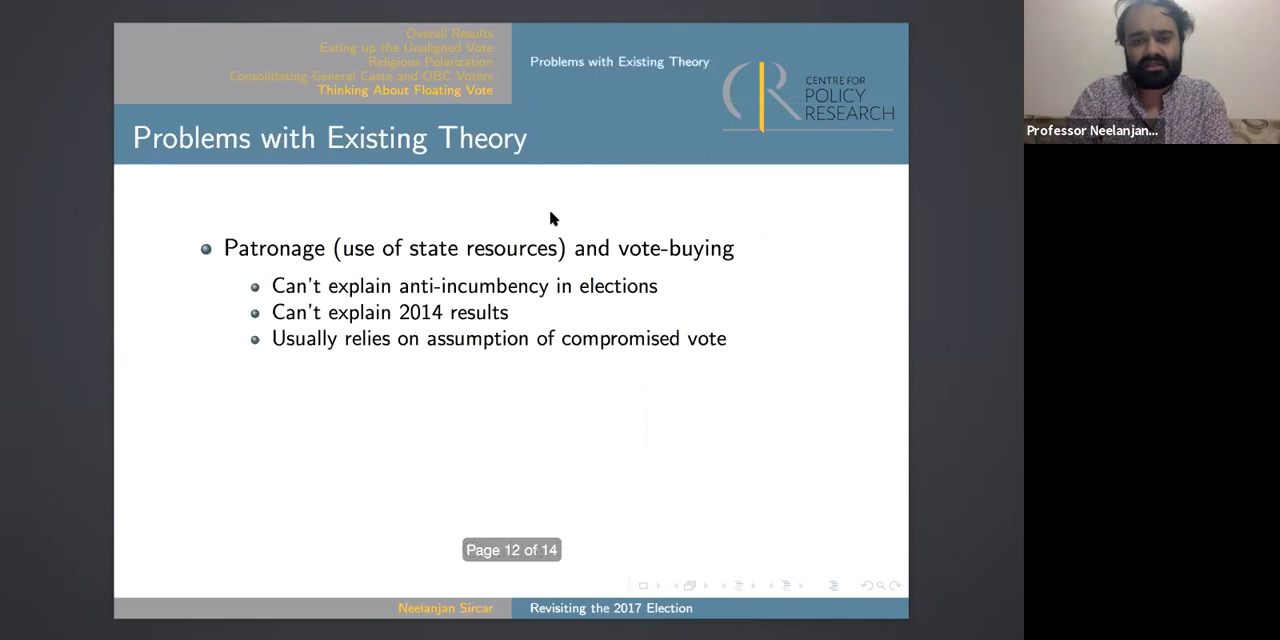 Overall Results
Eating up the Unaligned Vote
Religious Polarization
Consolidating General Caste and OBC Voters
Thinking About Floating Vote
Problems with Existing Theory
CENTRE FOR
POLICY
RESEARCH
Problems with Existing Theory
Patronage (use of state resources) and vote-buying
Can't explain anti-incumbency in elections
Can't explain 2014 results
Usually relies on assumption of compromised vote
Page 12 of 14
Neelanjan Sircar
Revisiting the 2017 Election
Professor Neelanjan...